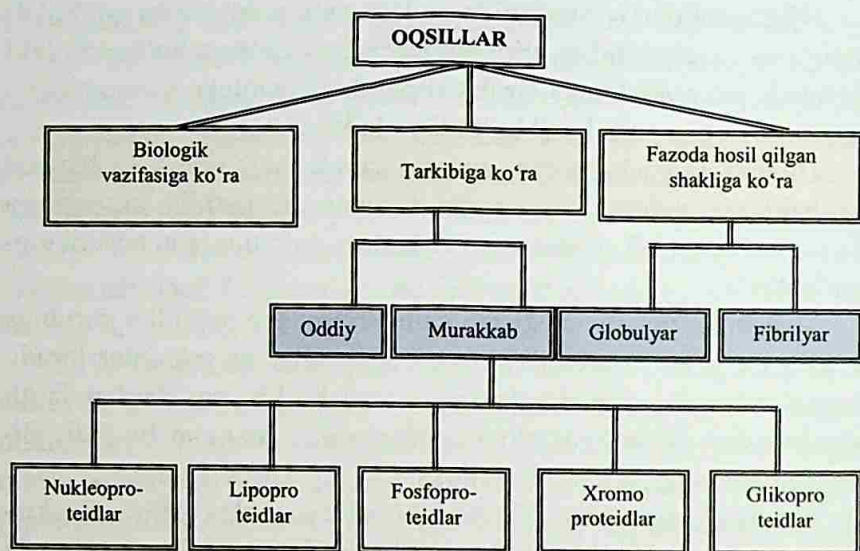 OQSILLAR
Biologik
vazifasiga ko‘ra
Tarkibiga ko‘ra
Fazoda hosil qilgan
shakliga ko‘ra
Oddiy
Murakkab
Globulyar
Fibrilyar
Nukleopro-
teidlar
Lipopro
teidlar
Fosfopro-
teidlar
Xromo
proteidlar
Glikopro
teidlar